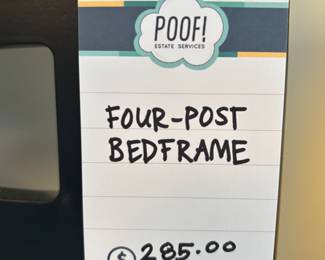 POOF!
ESTATE SERVICES
FOUR-POST
BEDFRAME
$ 285.00